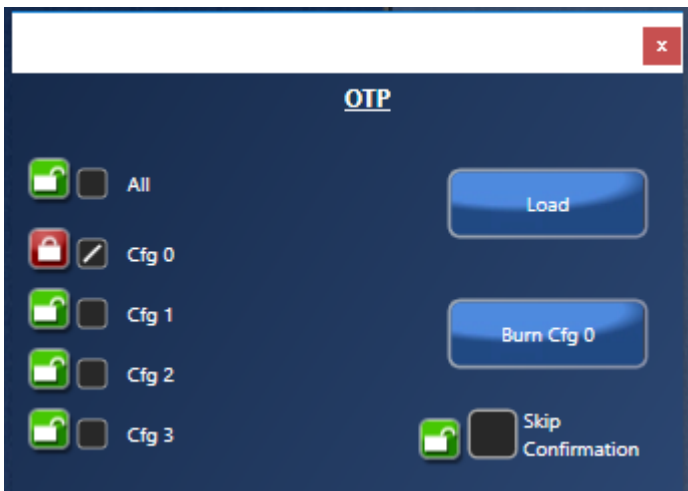 x
OTP
All
Load
Cfg 0
Cfg 1
Burn Cfg 0
Cfg 2
Cfg 3
Skip
Confirmation